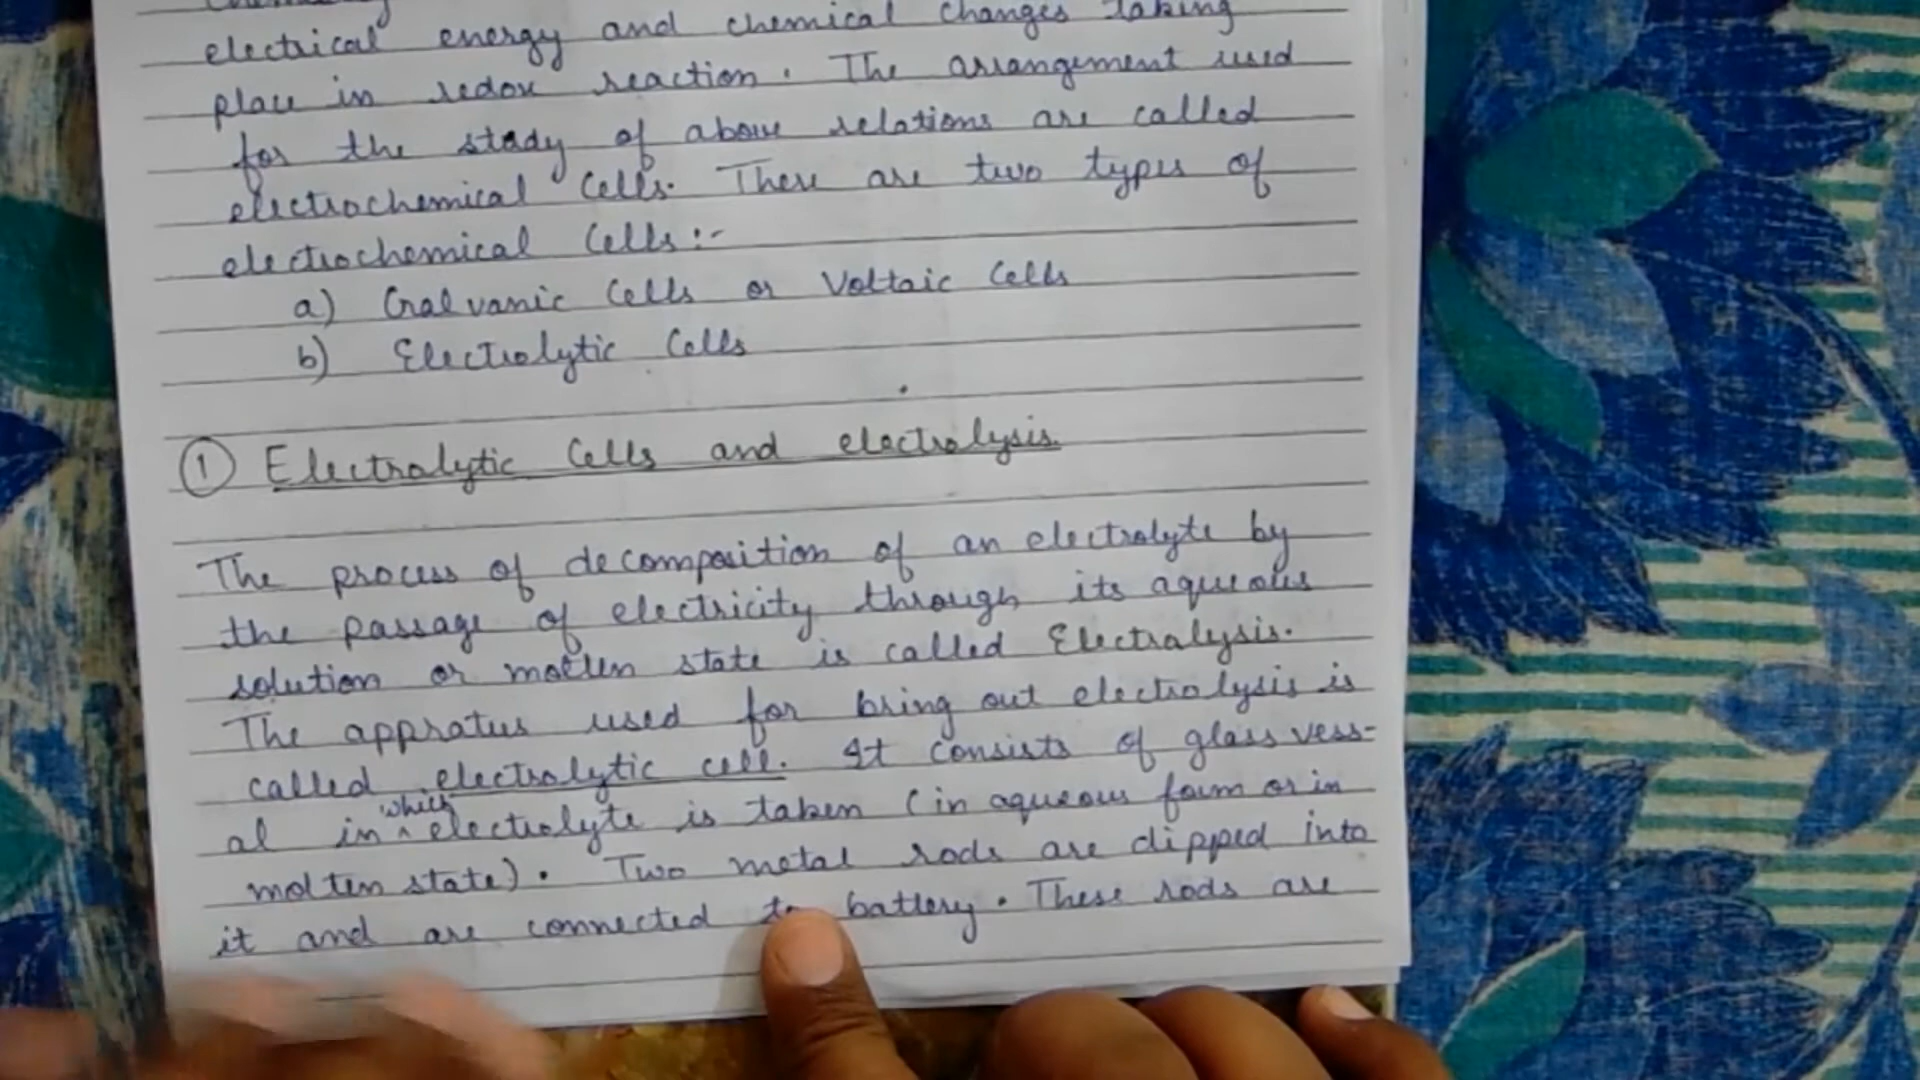 electrical energy and chemical changes taking
place in redox reaction. The arrangement used
for the study of above relations are called
electrochemical Cells. There are two types of
electrochemical Cells:-
a) Galvanic Cells or Voltaic Cells
b) Electrolytic Cells
① Electrolytic Cells and electrolysis.
The process of decomposition of an electrolyte by
the passage of electricity through its aqueous
solution or molten state is called Electralysis.
The appratus used for bring out electrolysis is
called electrolytic cell. It consists of glass vess-
al in which electrolyte is taken (in aqueous form or in
molten state). Two metal rods are dipped into
it and are connected to battery. These rods are